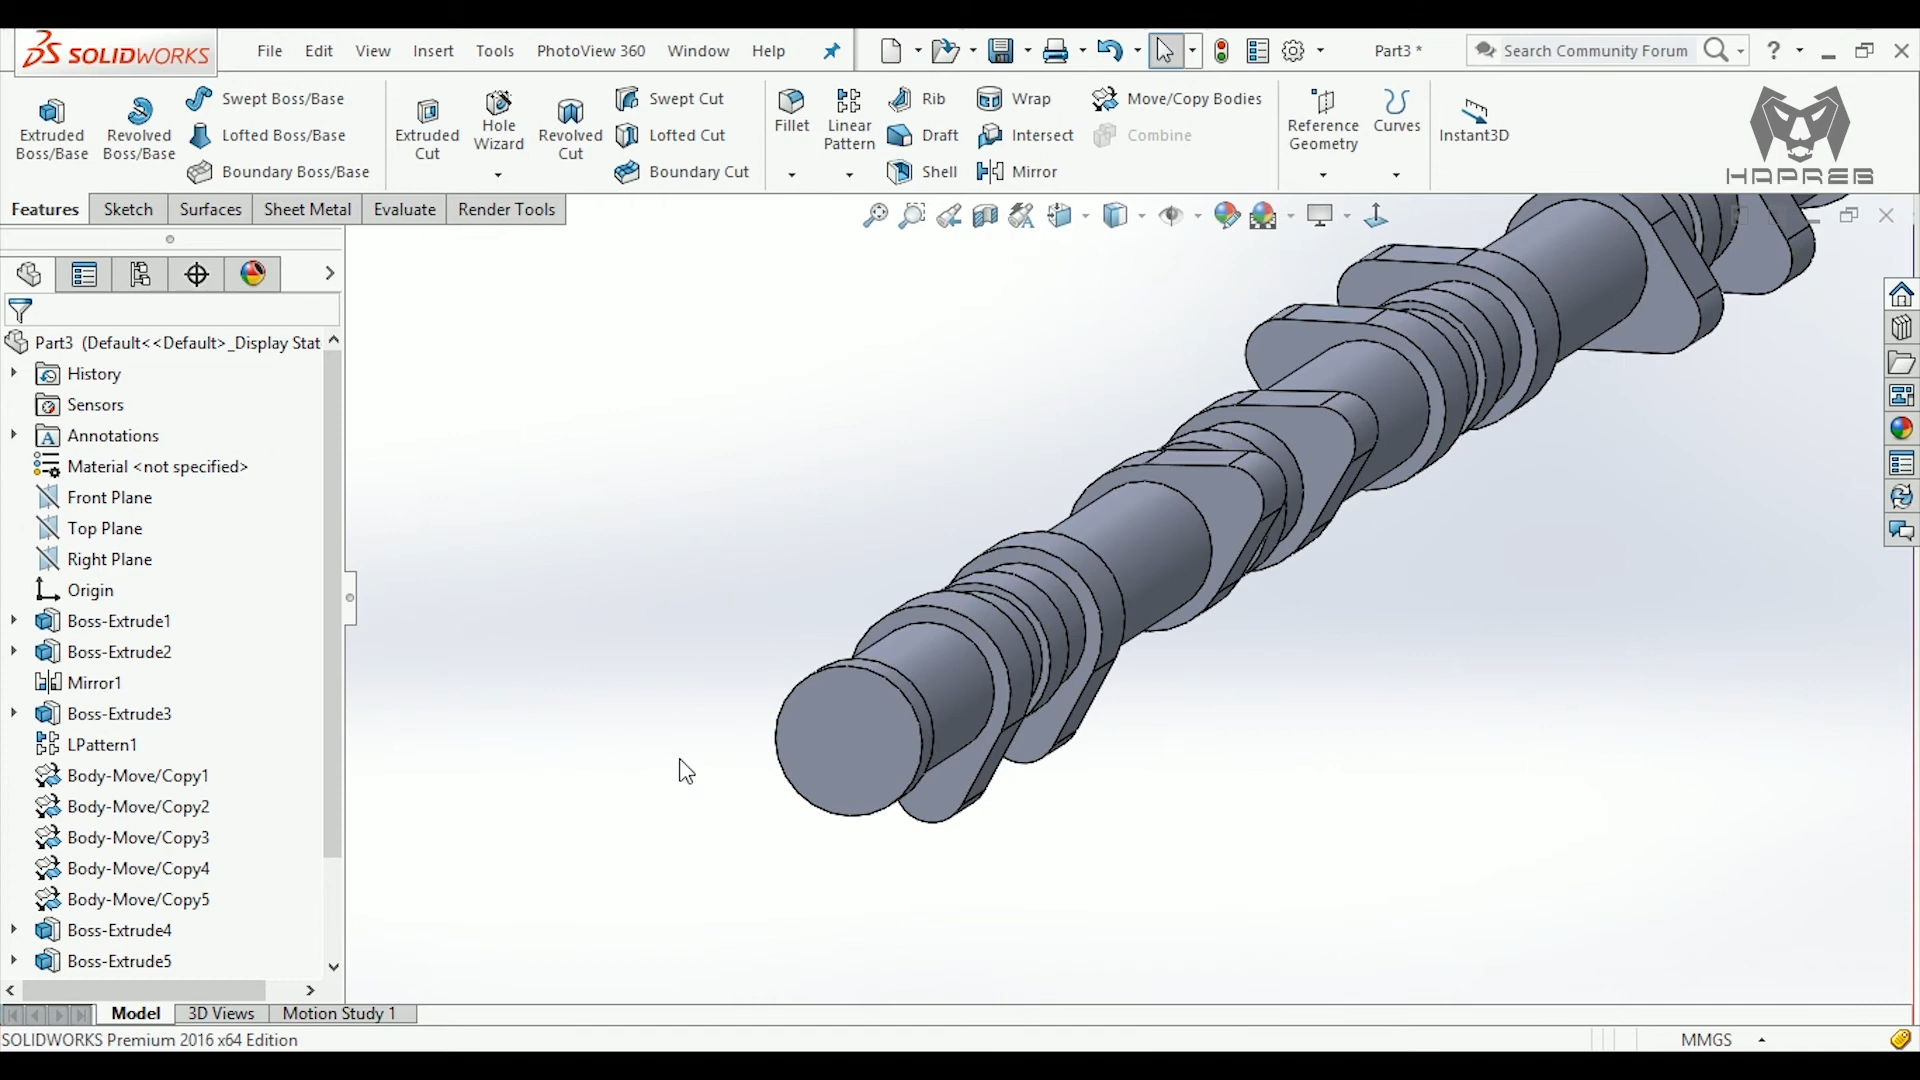 SOLIDWORKS File Edit View Insert Tools PhotoView 360 Window Help Part3 * Search Community Forum ?
Extruded Boss/Base
Revolved Boss/Base
Swept Boss/Base
Lofted Boss/Base
Boundary Boss/Base
Extruded Cut
Hole Wizard
Revolved Cut
Swept Cut
Lofted Cut
Boundary Cut
Fillet
Linear Pattern
Rib
Draft
Shell
Wrap
Intersect
Mirror
Move/Copy Bodies
Combine
Reference Geometry
Curves
Instant3D
HAPREB
Features Sketch Surfaces Sheet Metal Evaluate Render Tools
Part3 (Default<<Default>_Display Stat
History
Sensors
Annotations
Material <not specified>
Front Plane
Top Plane
Right Plane
Origin
Boss-Extrude1
Boss-Extrude2
Mirror1
Boss-Extrude3
LPattern1
Body-Move/Copy1
Body-Move/Copy2
Body-Move/Copy3
Body-Move/Copy4
Body-Move/Copy5
Boss-Extrude4
Boss-Extrude5
Model 3D Views Motion Study 1
SOLIDWORKS Premium 2016 x64 Edition MMGS